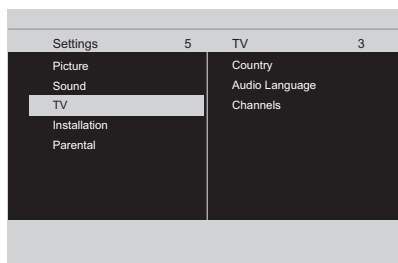 Settings 5 TV 3
Picture Country
Sound Audio Language
TV Channels
Installation
Parental